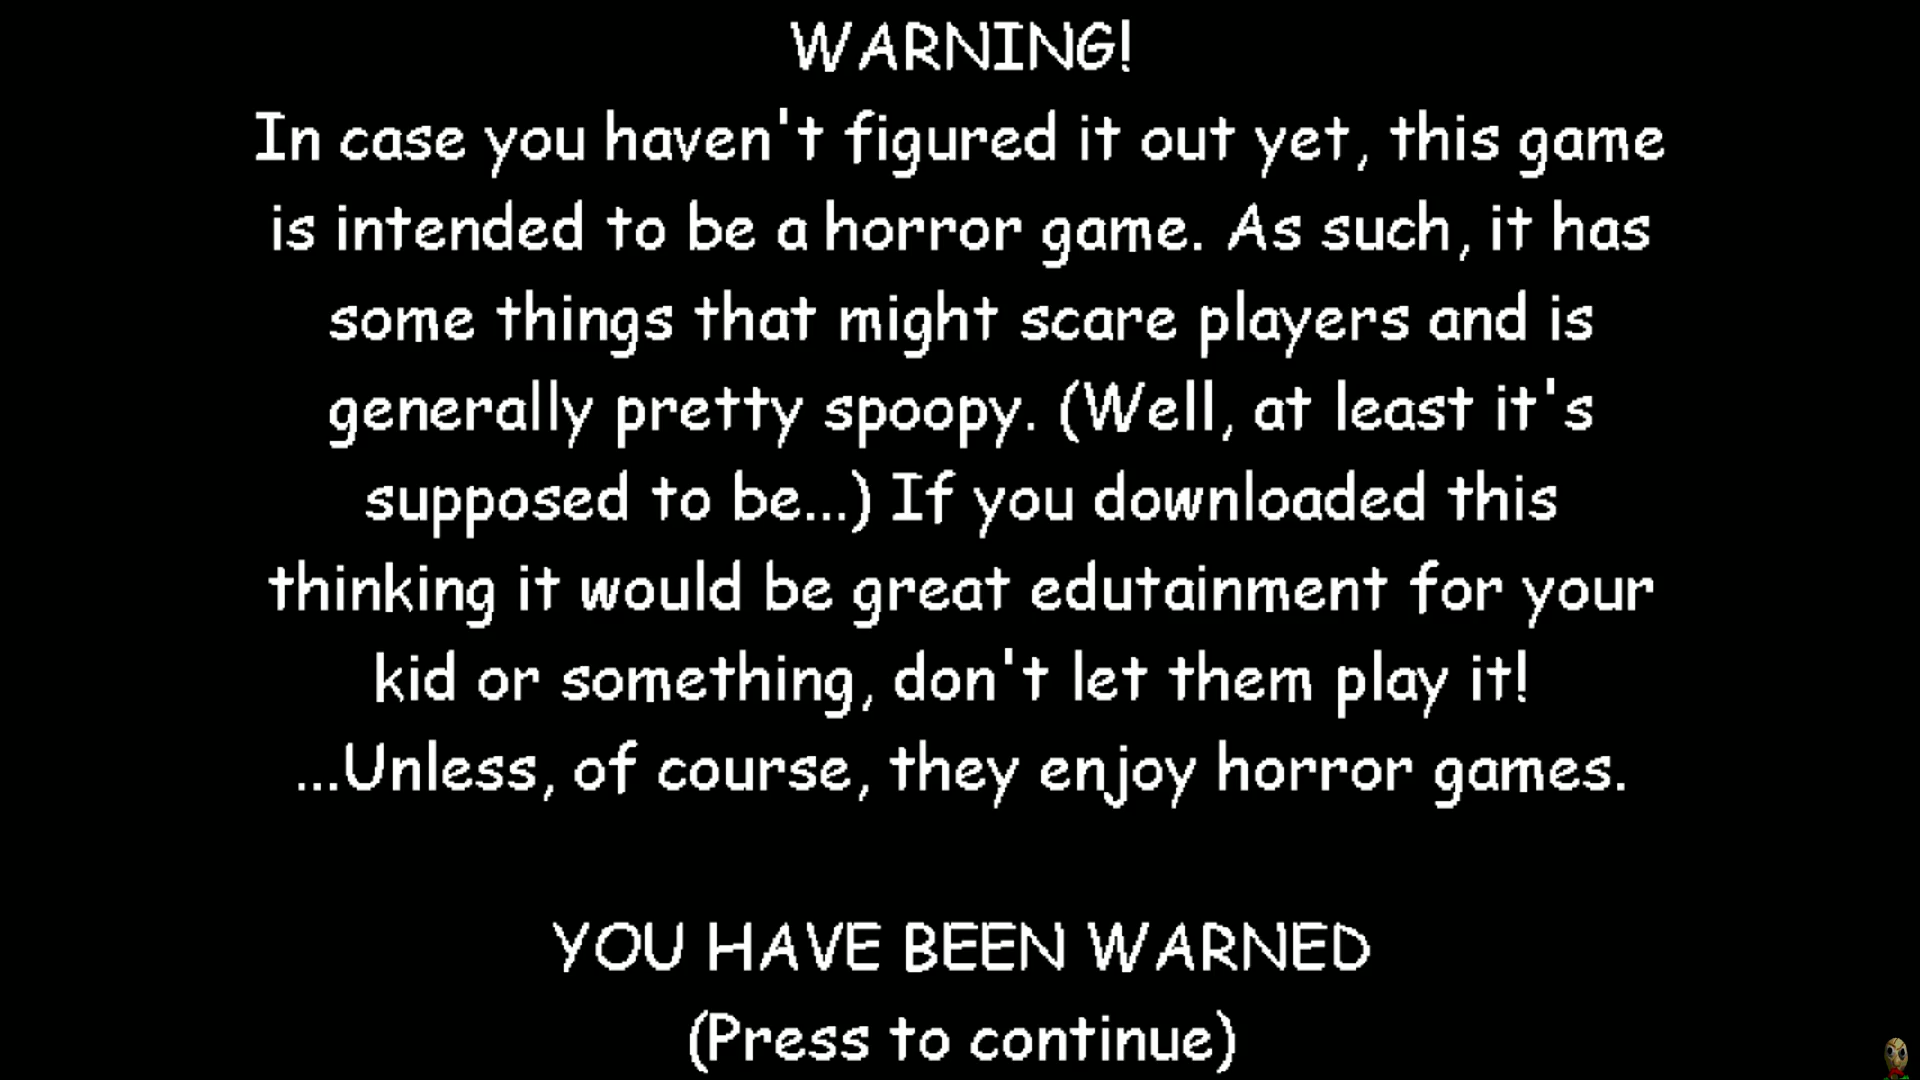 WARNING!
In case you haven't figured it out yet, this game
is intended to be a horror game. As such, it has
some things that might scare players and is
generally pretty spoopy. (Well, at least it's
supposed to be...) If you downloaded this
thinking it would be great edutainment for your
kid or something, don't let them play it!
...Unless, of course, they enjoy horror games.
YOU HAVE BEEN WARNED
(Press to continue)